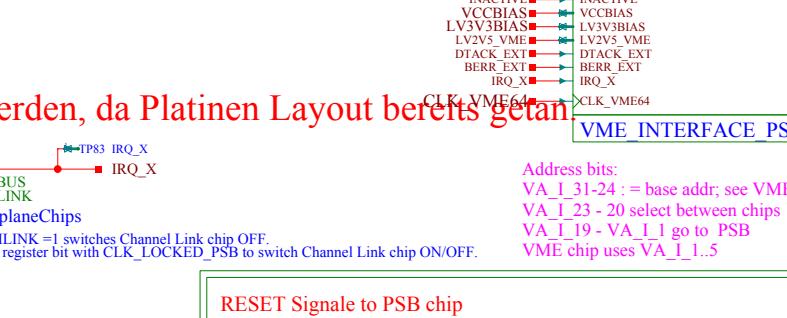 INACTIVE INACTIVE
VCCBIAS VCCBIAS
LV3V3BIAS LV3V3BIAS
LV2V5_VME LV2V5_VME
DTACK_EXT DTACK_EXT
BERR_EXT BERR_EXT
IRQ_X IRQ_X
CLK_VME64 CLK_VME64
erden, da Platinen Layout bereits getan.
VME_INTERFACE_PS
TP83 IRQ_X
IRQ_X
BUS
LINK
planeChips
LINK =1 switches Channel Link chip OFF.
register bit with CLK_LOCKED_PSB to switch Channel Link chip ON/OFF.
Address bits:
VA_I_31-24 : = base addr; see VME
VA_I_23 - 20 select between chips
VA_I_19 - VA_I_1 go to PSB
VME chip uses VA_I_1..5
RESET Signale to PSB chip